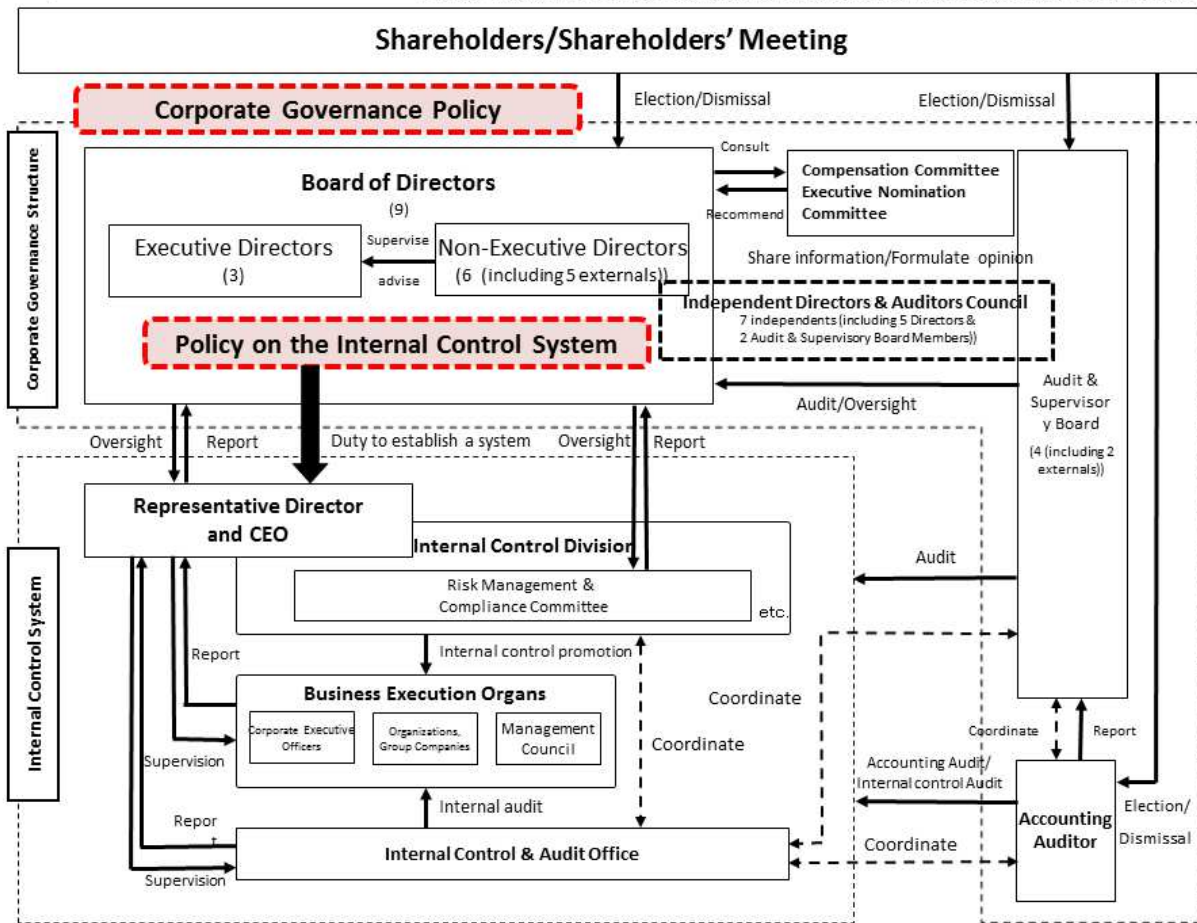 Shareholders/Shareholders' Meeting
Corporate Governance Policy
Election/Dismissal
Election/Dismissal
Corporate Governance Structure
Board of Directors
(9)
Executive Directors
(3)
Supervise
advise
Non-Executive Directors
(6 (including 5 externals))
Consult
Recommend
Compensation Committee
Executive Nomination
Committee
Share information/Formulate opinion
Independent Directors & Auditors Council
7 independents (including 5 Directors &
2 Audit & Supervisory Board Members))
Policy on the Internal Control System
Audit/Oversight
Audit &
Supervisor
y Board
(4 (including 2
externals))
Oversight
Report
Duty to establish a system
Oversight
Report
Internal Control System
Representative Director
and CEO
Internal Control Division
Risk Management &
Compliance Committee
etc.
Audit
Report
Internal control promotion
Business Execution Organs
Corporate Executive
Officers
Organizations,
Group Companies
Management
Council
Supervision
Coordinate
Coordinate
Coordinate
Report
Accounting Audit/
Internal control Audit
Internal audit
Repor
t
Internal Control & Audit Office
Supervision
Coordinate
Accounting
Auditor
Election/
Dismissal